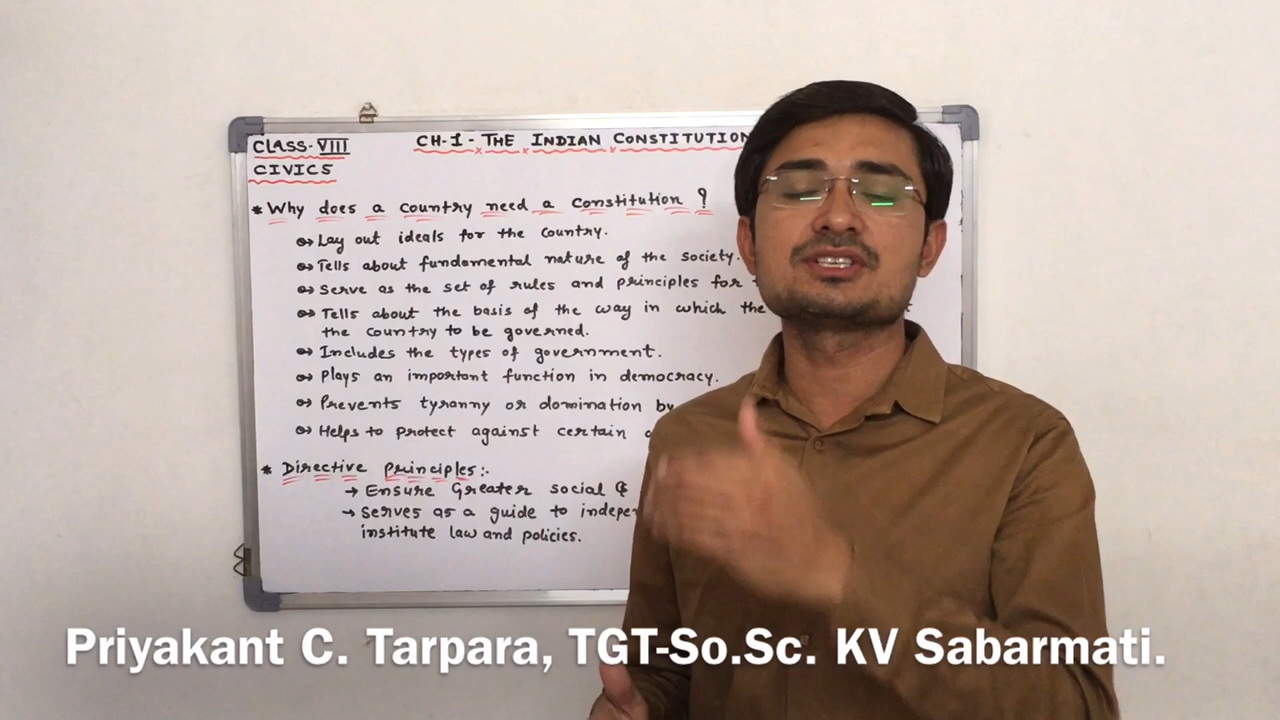 CLASS-VIII
CIVICS
CH-1 - THE INDIAN CONSTITUTION
* Why does a country need a Constitution ?
Lay out ideals for the country.
Tells about fundamental nature of the society.
Serve as the set of rules and principles for
Tells about the basis of the way in which the
the country to be governed.
Includes the types of government.
Plays an important function in democracy.
Prevents tyranny or domination by
Helps to protect against certain
* Directive principles:-
→ Ensure Greater social &
→ Serves as a guide to indepen
institute law and policies.
Priyakant C. Tarpara, TGT-So.Sc. KV Sabarmati.